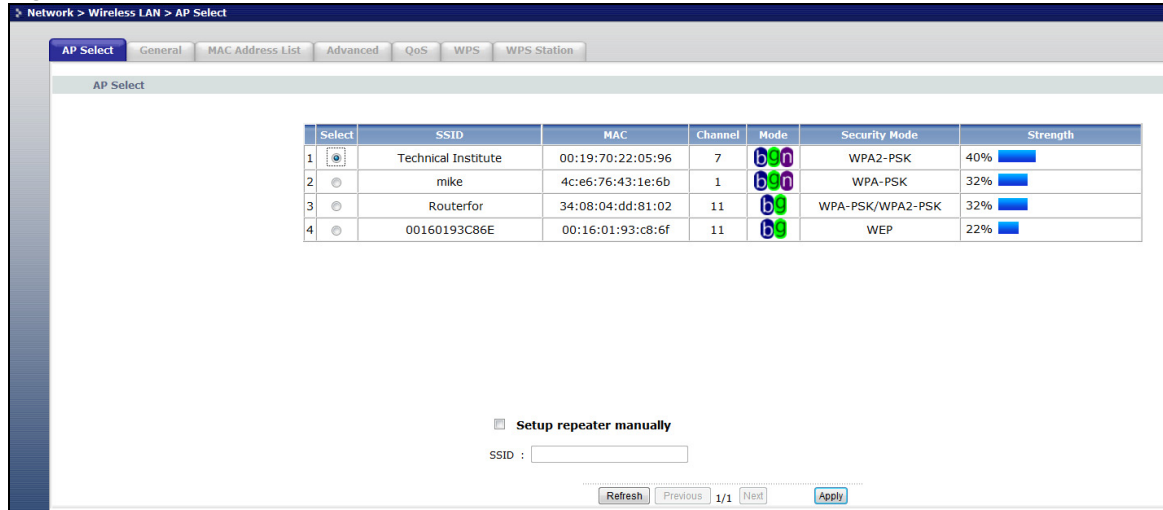 Network > Wireless LAN > AP Select
AP Select General MAC Address List Advanced QoS WPS WPS Station
AP Select
Select SSID MAC Channel Mode Security Mode Strength
1 Technical Institute 00:19:70:22:05:96 7 bgn WPA2-PSK 40%
2 mike 4c:e6:76:43:1e:6b 1 bgn WPA-PSK 32%
3 Routerfor 34:08:04:dd:81:02 11 bg WPA-PSK/WPA2-PSK 32%
4 00160193C86E 00:16:01:93:c8:6f 11 bg WEP 22%
Setup repeater manually
SSID :
Refresh Previous 1/1 Next Apply